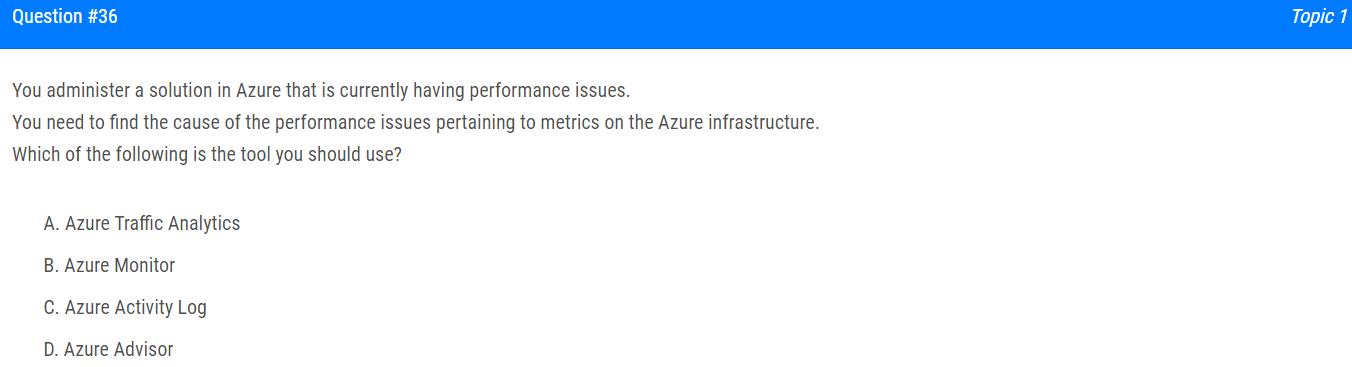 Question #36
Topic 1
You administer a solution in Azure that is currently having performance issues.
You need to find the cause of the performance issues pertaining to metrics on the Azure infrastructure.
Which of the following is the tool you should use?
A. Azure Traffic Analytics
B. Azure Monitor
C. Azure Activity Log
D. Azure Advisor